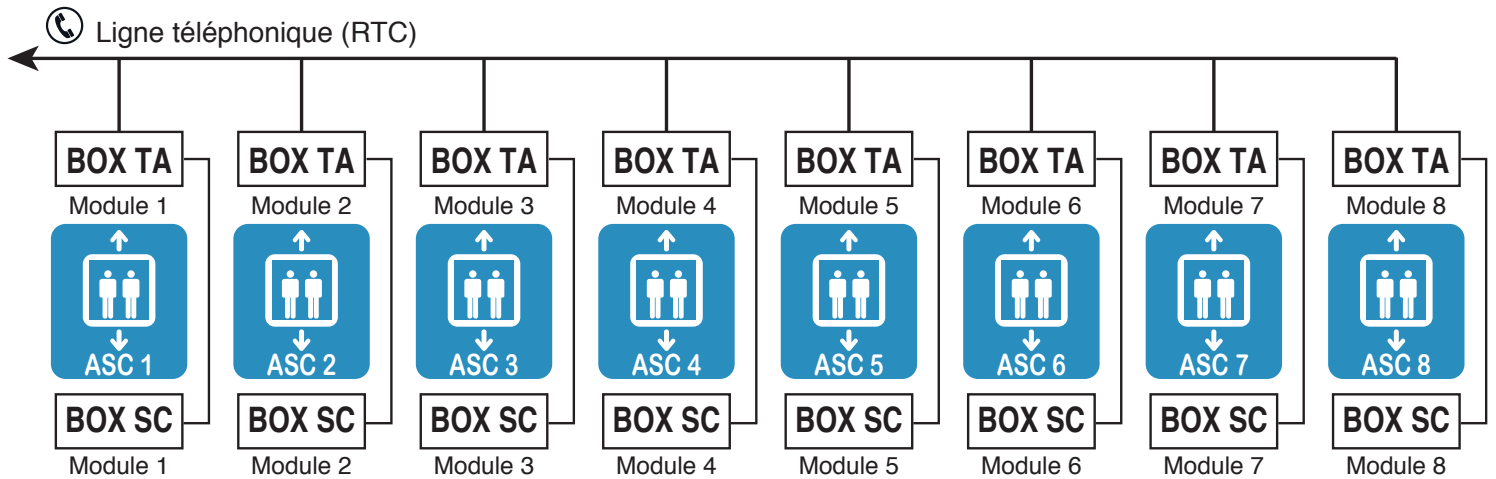 Ligne téléphonique (RTC)
BOX TA BOX TA BOX TA BOX TA BOX TA BOX TA BOX TA BOX TA
Module 1 Module 2 Module 3 Module 4 Module 5 Module 6 Module 7 Module 8
ASC 1 ASC 2 ASC 3 ASC 4 ASC 5 ASC 6 ASC 7 ASC 8
BOX SC BOX SC BOX SC BOX SC BOX SC BOX SC BOX SC BOX SC
Module 1 Module 2 Module 3 Module 4 Module 5 Module 6 Module 7 Module 8